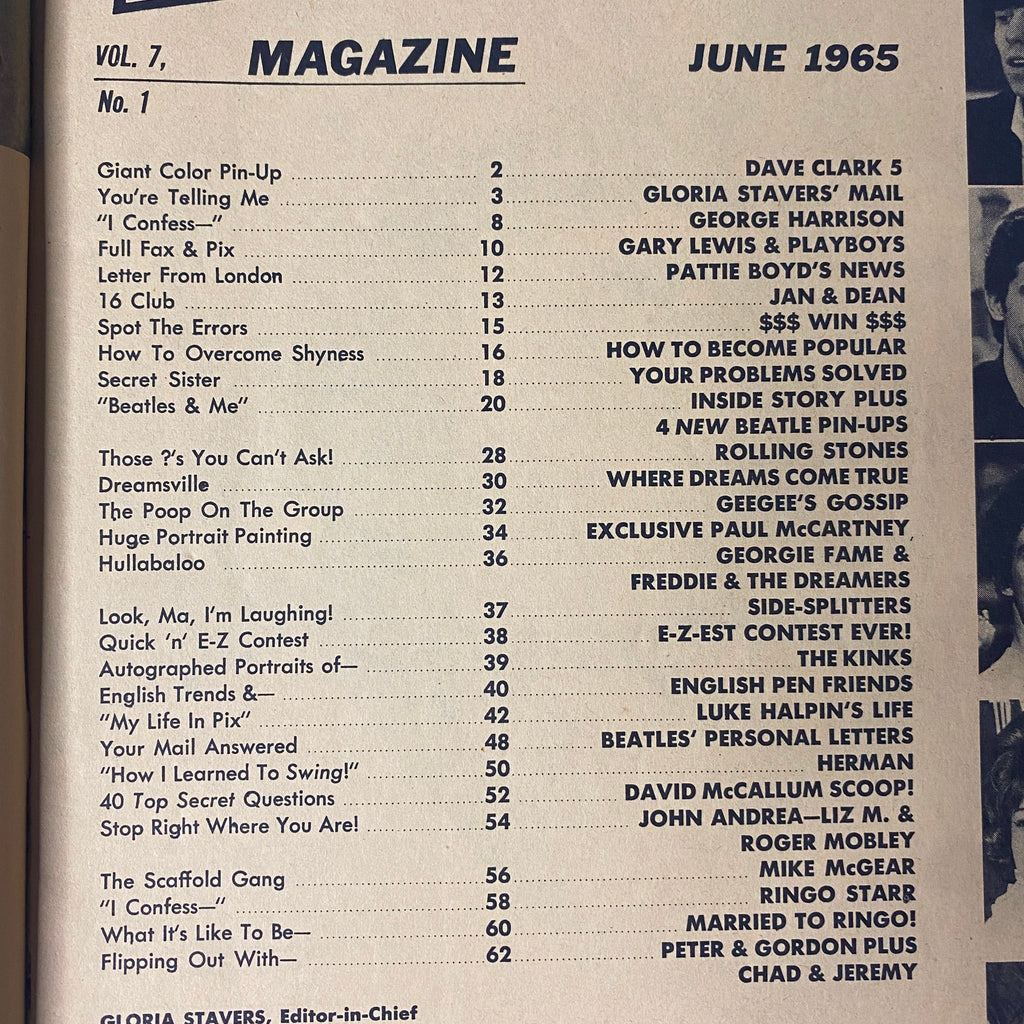 VOL. 7, MAGAZINE JUNE 1965
No. 1
Giant Color Pin-Up 2 DAVE CLARK 5
You're Telling Me 3 GLORIA STAVERS' MAIL
"I Confess—" 8 GEORGE HARRISON
Full Fax & Pix 10 GARY LEWIS & PLAYBOYS
Letter From London 12 PATTIE BOYD'S NEWS
16 Club 13 JAN & DEAN
Spot The Errors 15 $$$ WIN $$$
How To Overcome Shyness 16 HOW TO BECOME POPULAR
Secret Sister 18 YOUR PROBLEMS SOLVED
"Beatles & Me" 20 INSIDE STORY PLUS
4 NEW BEATLE PIN-UPS
Those ?'s You Can't Ask! 28 ROLLING STONES
Dreamsville 30 WHERE DREAMS COME TRUE
The Poop On The Group 32 GEEGEE'S GOSSIP
Huge Portrait Painting 34 EXCLUSIVE PAUL McCARTNEY
Hullabaloo 36 GEORGIE FAME &
FREDDIE & THE DREAMERS
Look, Ma, I'm Laughing! 37 SIDE-SPLITTERS
Quick 'n' E-Z Contest 38 E-Z-EST CONTEST EVER!
Autographed Portraits of— 39 THE KINKS
English Trends &— 40 ENGLISH PEN FRIENDS
"My Life In Pix" 42 LUKE HALPIN'S LIFE
Your Mail Answered 48 BEATLES' PERSONAL LETTERS
"How I Learned To Swing!" 50 HERMAN
40 Top Secret Questions 52 DAVID McCALLUM SCOOP!
Stop Right Where You Are! 54 JOHN ANDREA—LIZ M. &
ROGER MOBLEY
The Scaffold Gang 56 MIKE McGEAR
"I Confess—" 58 RINGO STARR
What It's Like To Be— 60 MARRIED TO RINGO!
Flipping Out With— 62 PETER & GORDON PLUS
CHAD & JEREMY
GLORIA STAVERS, Editor-in-Chief